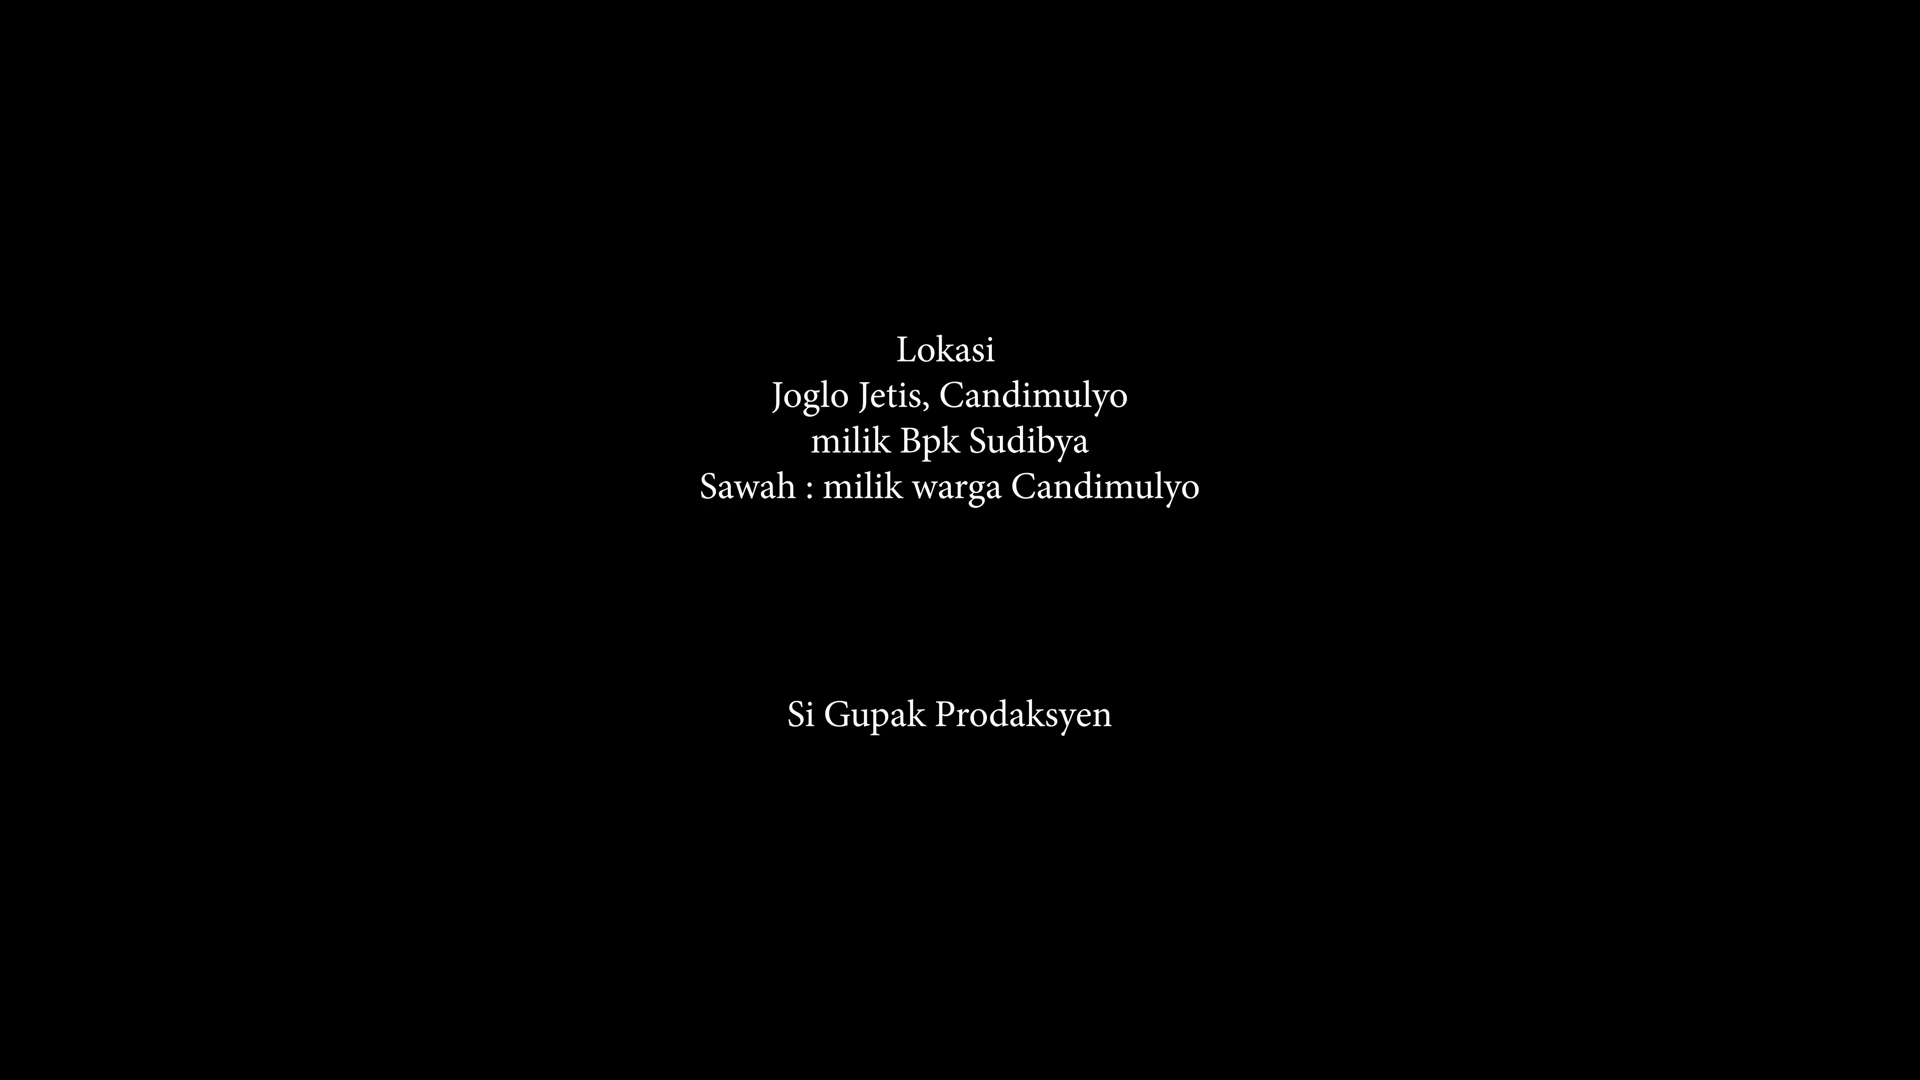 Lokasi
Joglo Jetis, Candimulyo
milik Bpk Sudibya
Sawah : milik warga Candimulyo
Si Gupak Prodaksyen